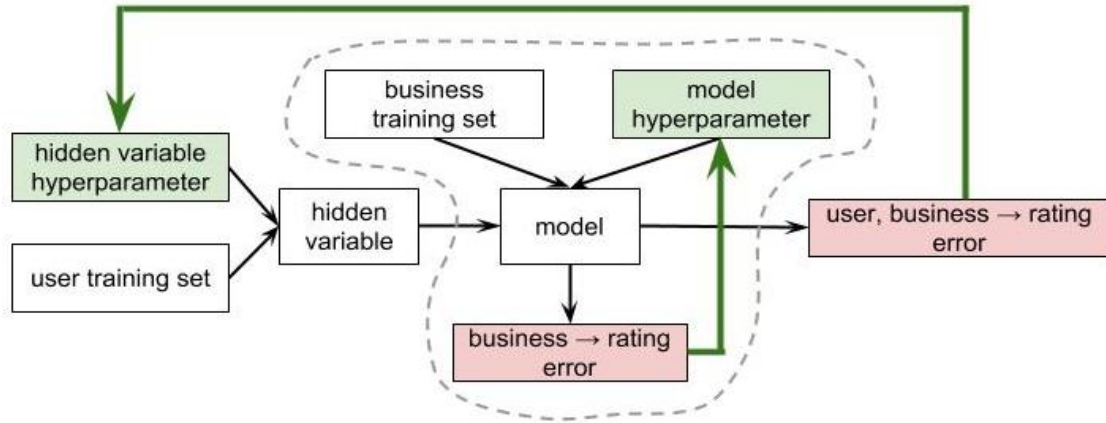 business
training set
model
hyperparameter
hidden variable
hyperparameter
hidden
variable
model
user, business → rating
error
user training set
business → rating
error